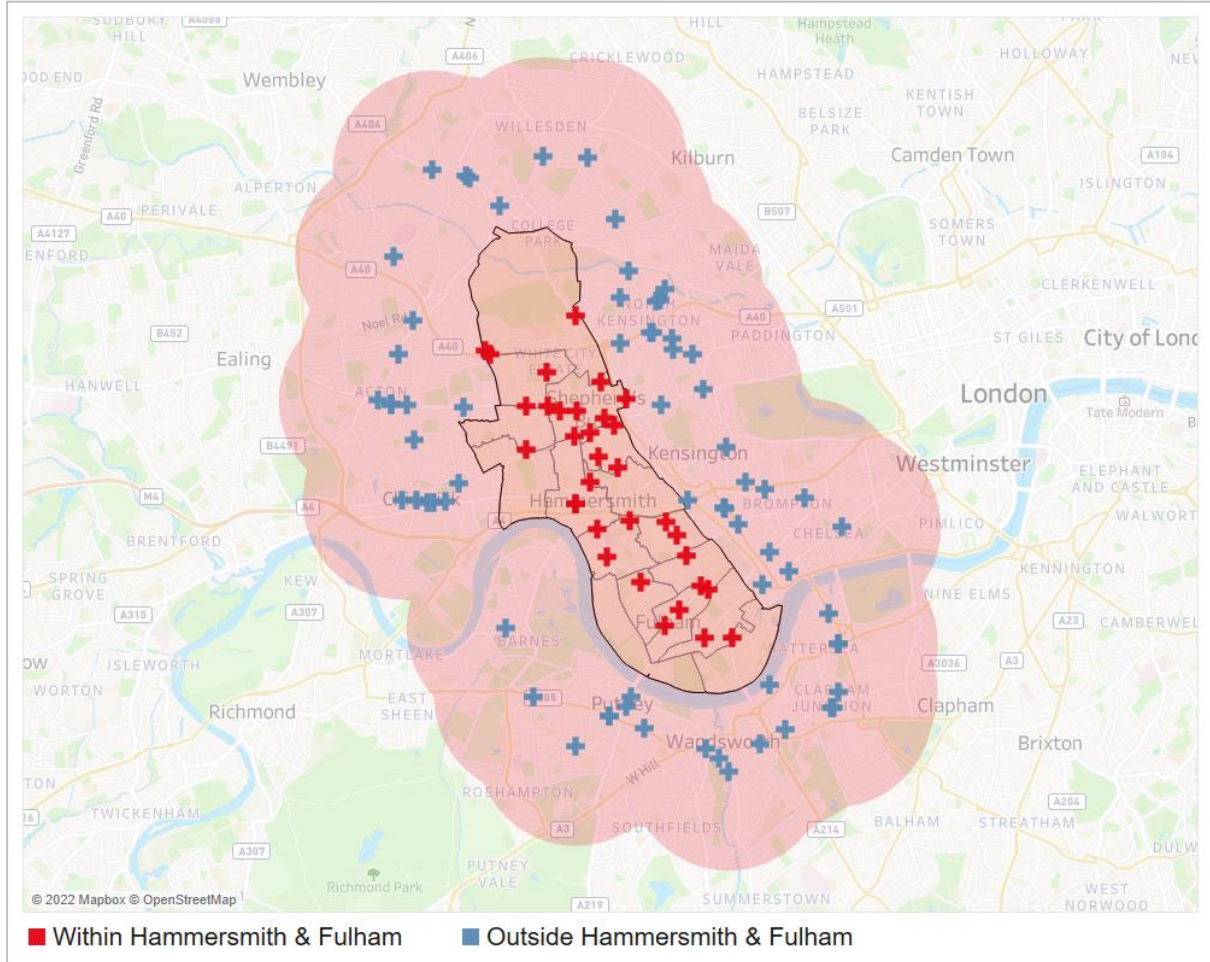 SUDBURY
HILL
A4088
HILL
Hampstead
Heath
A406
CRICKLEWOOD
HOLLOWAY
OOD END
Wembley
HAMPSTEAD
KENTISH
TOWN
Greenford Rd
BELSIZE
PARK
A404
WILLESDEN
Kilburn
Camden Town
A104
ALPERTON
ISLINGTON
PERIVALE
A40
B507
COLLEGE
PARK
SOMERS
TOWN
A4127
ENFORD
MAIDA
VALE
A40
CLERKENWELL
NORTH
KENSINGTON
A501
Noel Rd
A40
PADDINGTON
B452
ST GILES
City of Lond
Ealing
A40
WHITE CITY
ESTATE
HANWELL
ACTON
Shepherd's
London
Tate Modern
B4491
Kensington
Westminster
ELEPHANT
AND CASTLE
M4
Hammersmith
BROMPTON
A4
A4
CHELSEA
PIMLICO
WALWORT
BRENTFORD
KENNINGTON
SPRING
GROVE
KEW
A307
NINE ELMS
A315
Fulham
A23
CAMBERWEL
BARNES
BATTERSEA
ow
ISLEWORTH
MORTLAKE
A3036
A3
WORTON
EAST
SHEEN
Putney
CLAPHAM
JUNCTION
Clapham
Richmond
Wandsworth
Brixton
TON
W Hill
ROEHAMPTON
A204
TWICKENHAM
A3
SOUTHFIELDS
A214
BALHAM
STREATHAM
A307
PUTNEY
VALE
DULW
Richmond Park
WEST
NORWOOD
© 2022 Mapbox © OpenStreetMap
A219
SUMMERSTOWN
Within Hammersmith & Fulham
Outside Hammersmith & Fulham